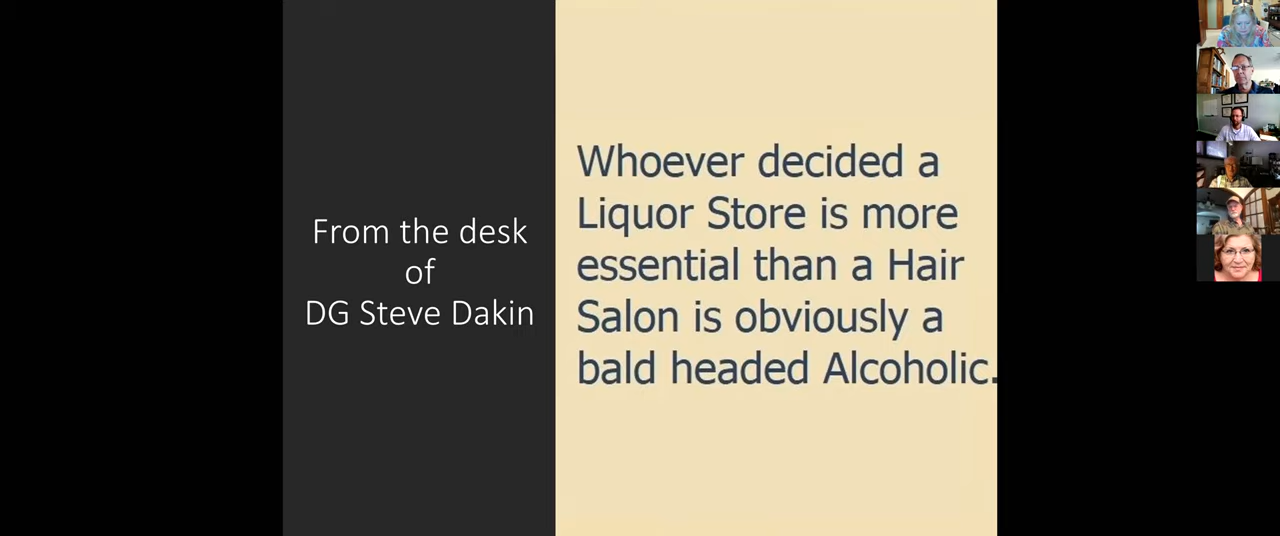 From the desk
of
DG Steve Dakin
Whoever decided a
Liquor Store is more
essential than a Hair
Salon is obviously a
bald headed Alcoholic.